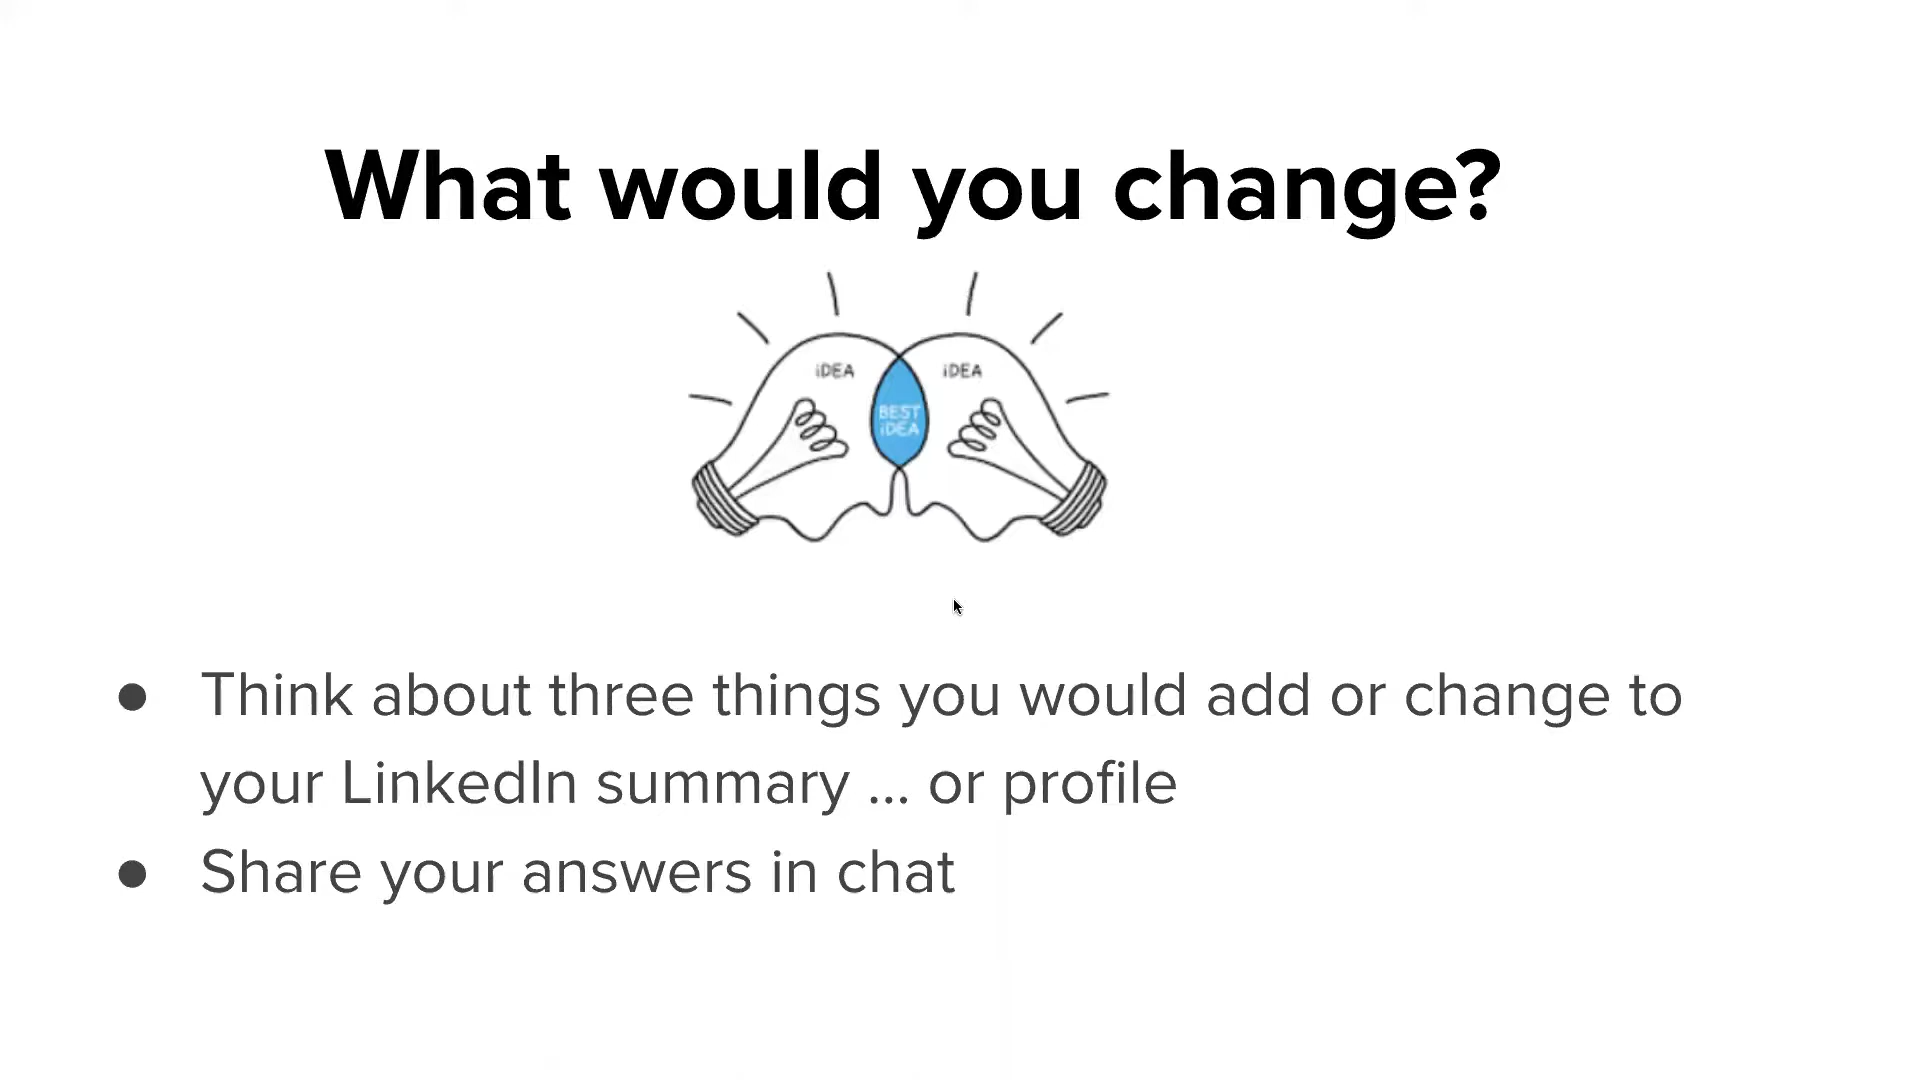 What would you change?
iDEA
iDEA
BEST
iDEA
● Think about three things you would add or change to
your LinkedIn summary ... or profile
● Share your answers in chat